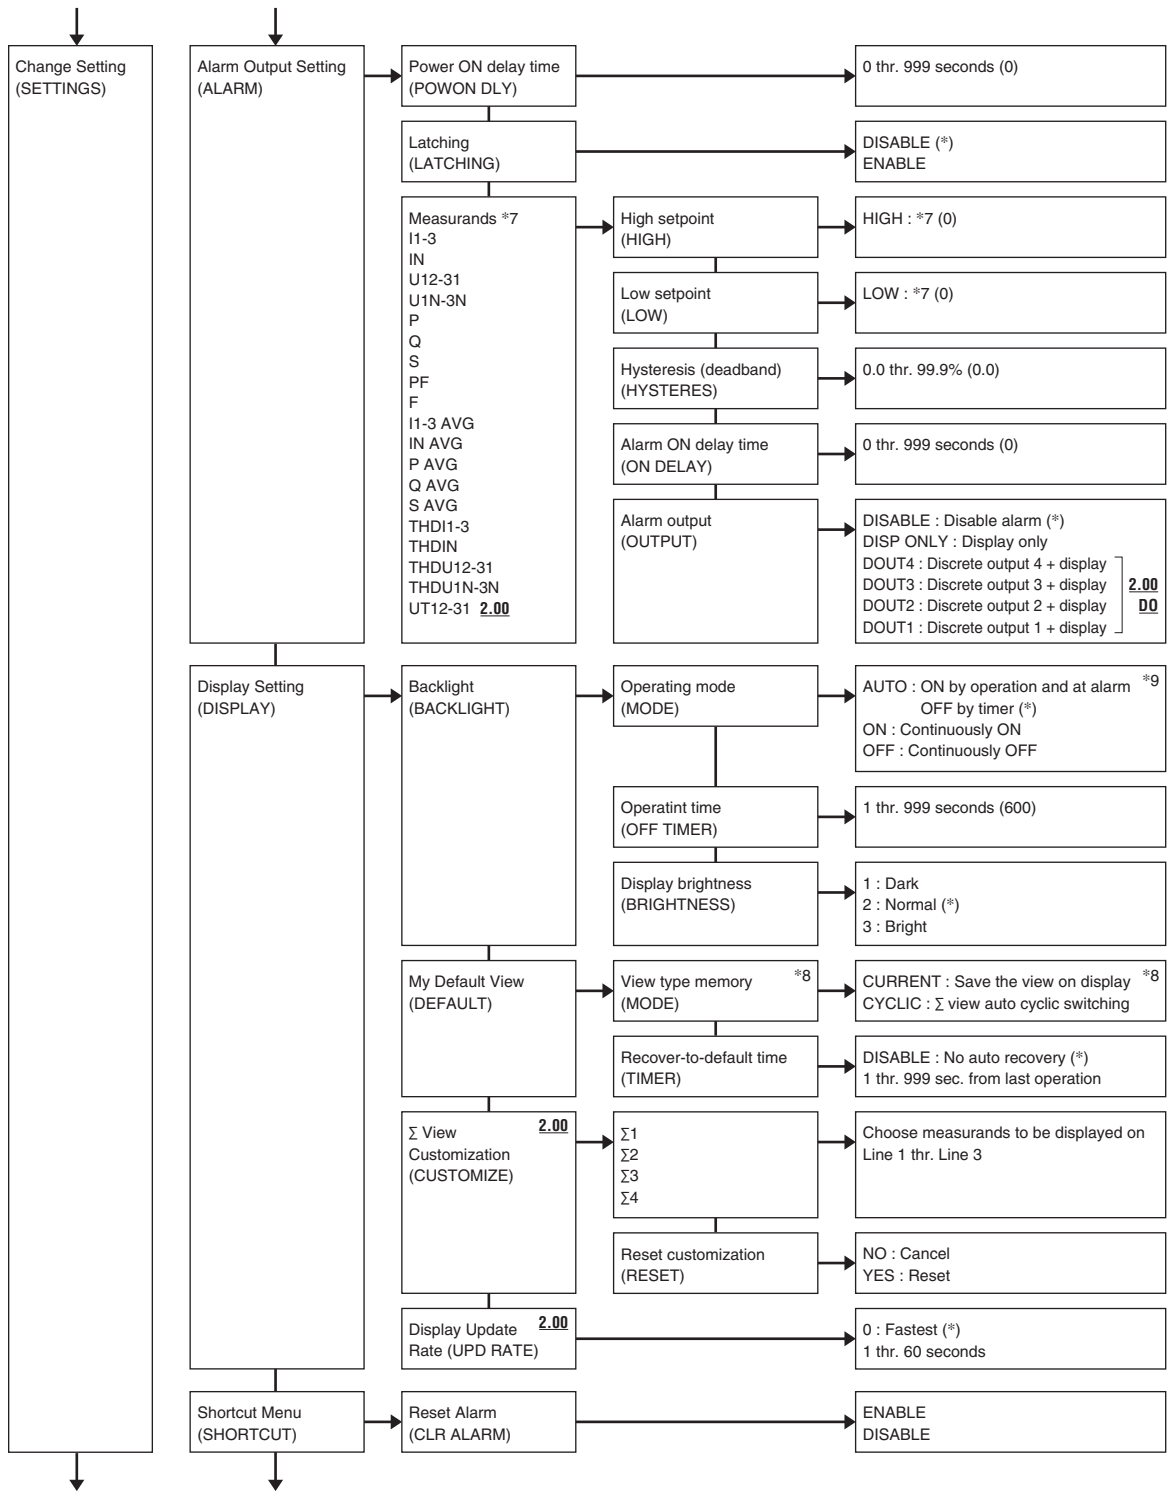 Change Setting
(SETTINGS)
Alarm Output Setting
(ALARM)
Power ON delay time
(POWON DLY)
0 thr. 999 seconds (0)
Latching
(LATCHING)
DISABLE (*)
ENABLE
Measurands *7
I1-3
IN
U12-31
U1N-3N
P
Q
S
PF
F
I1-3 AVG
IN AVG
P AVG
Q AVG
S AVG
THDI1-3
THDIN
THDU12-31
THDU1N-3N
UT12-31 2.00
High setpoint
(HIGH)
HIGH : *7 (0)
Low setpoint
(LOW)
LOW : *7 (0)
Hysteresis (deadband)
(HYSTERES)
0.0 thr. 99.9% (0.0)
Alarm ON delay time
(ON DELAY)
0 thr. 999 seconds (0)
Alarm output
(OUTPUT)
DISABLE : Disable alarm (*)
DISP ONLY : Display only
DOUT4 : Discrete output 4 + display
DOUT3 : Discrete output 3 + display
DOUT2 : Discrete output 2 + display
DOUT1 : Discrete output 1 + display
2.00
DO
Display Setting
(DISPLAY)
Backlight
(BACKLIGHT)
Operating mode
(MODE)
AUTO : ON by operation and at alarm *9
OFF by timer (*)
ON : Continuously ON
OFF : Continuously OFF
Operatint time
(OFF TIMER)
1 thr. 999 seconds (600)
Display brightness
(BRIGHTNESS)
1 : Dark
2 : Normal (*)
3 : Bright
My Default View
(DEFAULT)
View type memory *8
(MODE)
CURRENT : Save the view on display *8
CYCLIC : Σ view auto cyclic switching
Recover-to-default time
(TIMER)
DISABLE : No auto recovery (*)
1 thr. 999 sec. from last operation
Σ View 2.00
Customization
(CUSTOMIZE)
Σ1
Σ2
Σ3
Σ4
Choose measurands to be displayed on
Line 1 thr. Line 3
Reset customization
(RESET)
NO : Cancel
YES : Reset
Display Update 2.00
Rate (UPD RATE)
0 : Fastest (*)
1 thr. 60 seconds
Shortcut Menu
(SHORTCUT)
Reset Alarm
(CLR ALARM)
ENABLE
DISABLE